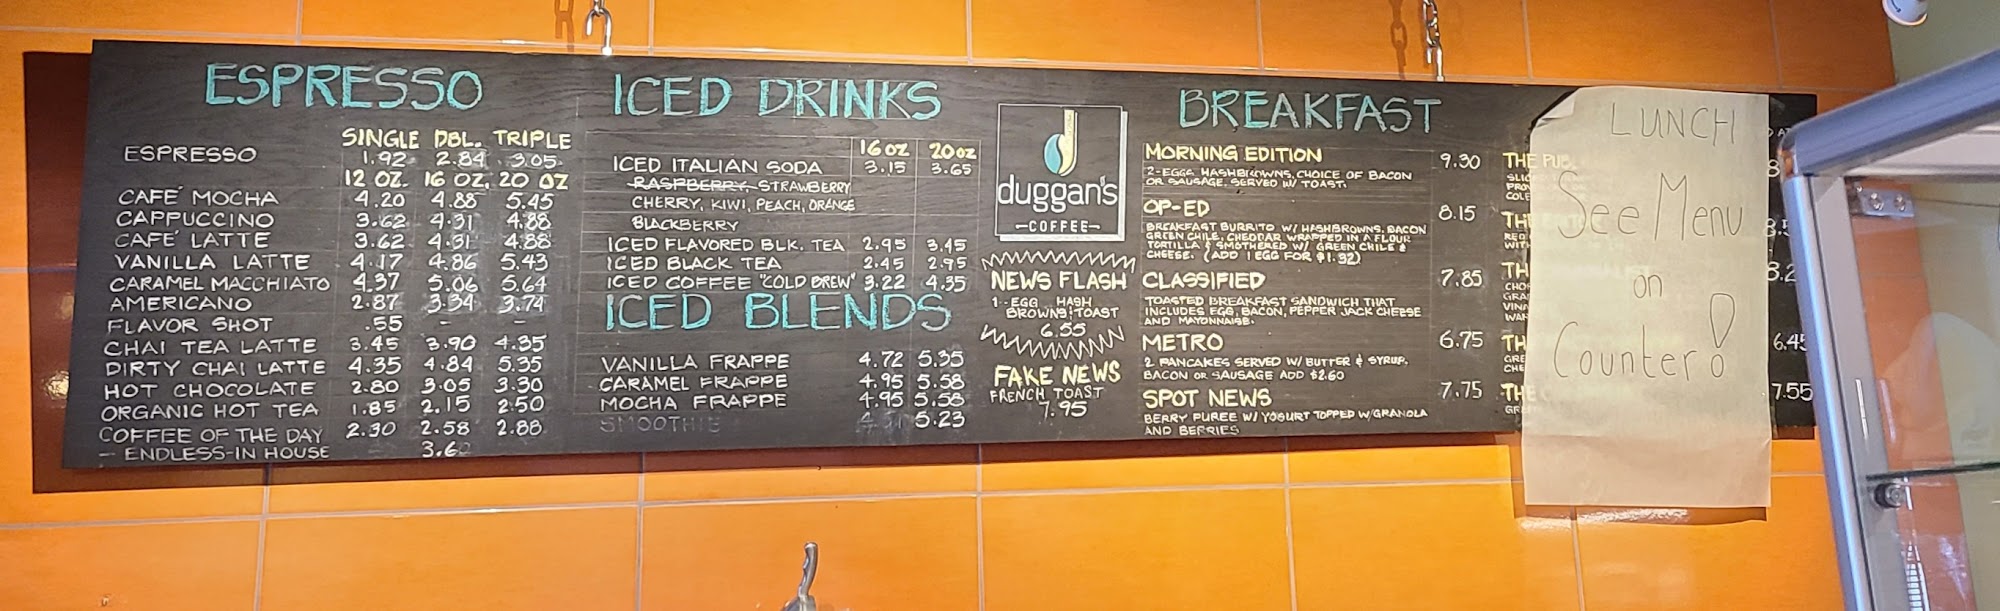 ESPRESSO
SINGLE DBL. TRIPLE
ESPRESSO 1.92 2.84 3.05
12 OZ. 16 OZ. 20 OZ
CAFÉ MOCHA 4.20 4.88 5.45
CAPPUCCINO 3.62 4.31 4.88
CAFÉ LATTE 3.62 4.31 4.88
VANILLA LATTE 4.17 4.86 5.43
CARAMEL MACCHIATO 4.37 5.06 5.64
AMERICANO 2.87 3.34 3.74
FLAVOR SHOT .55 - -
CHAI TEA LATTE 3.45 3.90 4.35
DIRTY CHAI LATTE 4.35 4.84 5.35
HOT CHOCOLATE 2.80 3.05 3.30
ORGANIC HOT TEA 1.85 2.15 2.50
COFFEE OF THE DAY 2.30 2.58 2.88
- ENDLESS-IN HOUSE 3.60
ICED DRINKS
16 OZ 20 OZ
ICED ITALIAN SODA 3.15 3.65
RASPBERRY, STRAWBERRY
CHERRY, KIWI, PEACH, ORANGE
BLACKBERRY
ICED FLAVORED BLK. TEA 2.95 3.45
ICED BLACK TEA 2.45 2.95
ICED COFFEE "COLD BREW" 3.22 4.35
ICED BLENDS
VANILLA FRAPPE 4.72 5.35
CARAMEL FRAPPE 4.95 5.58
MOCHA FRAPPE 4.95 5.58
SMOOTHIE 5.23
duggan's
COFFEE
NEWS FLASH
1-EGG HASH
BROWNS & TOAST
6.55
FAKE NEWS
FRENCH TOAST
7.95
BREAKFAST
MORNING EDITION 9.30
2-EGGS, HASHBROWNS, CHOICE OF BACON
OR SAUSAGE. SERVED W/ TOAST.
OP-ED 8.15
BREAKFAST BURRITO W/ HASHBROWNS, BACON
GREEN CHILE, CHEDDAR WRAPPED IN A FLOUR
TORTILLA & SMOTHERED W/ GREEN CHILE &
CHEESE. (ADD 1 EGG FOR $1.32)
CLASSIFIED 7.85
TOASTED BREAKFAST SANDWICH THAT
INCLUDES EGG, BACON, PEPPER JACK CHEESE
AND MAYONNAISE.
METRO 6.75
2 PANCAKES SERVED W/ BUTTER & SYRUP.
BACON OR SAUSAGE ADD $2.60
SPOT NEWS 7.75
BERRY PUREE W/ YOGURT TOPPED W/ GRANOLA
AND BERRIES
LUNCH
See Menu
on
Counter!
THE
6.45
THE
7.55